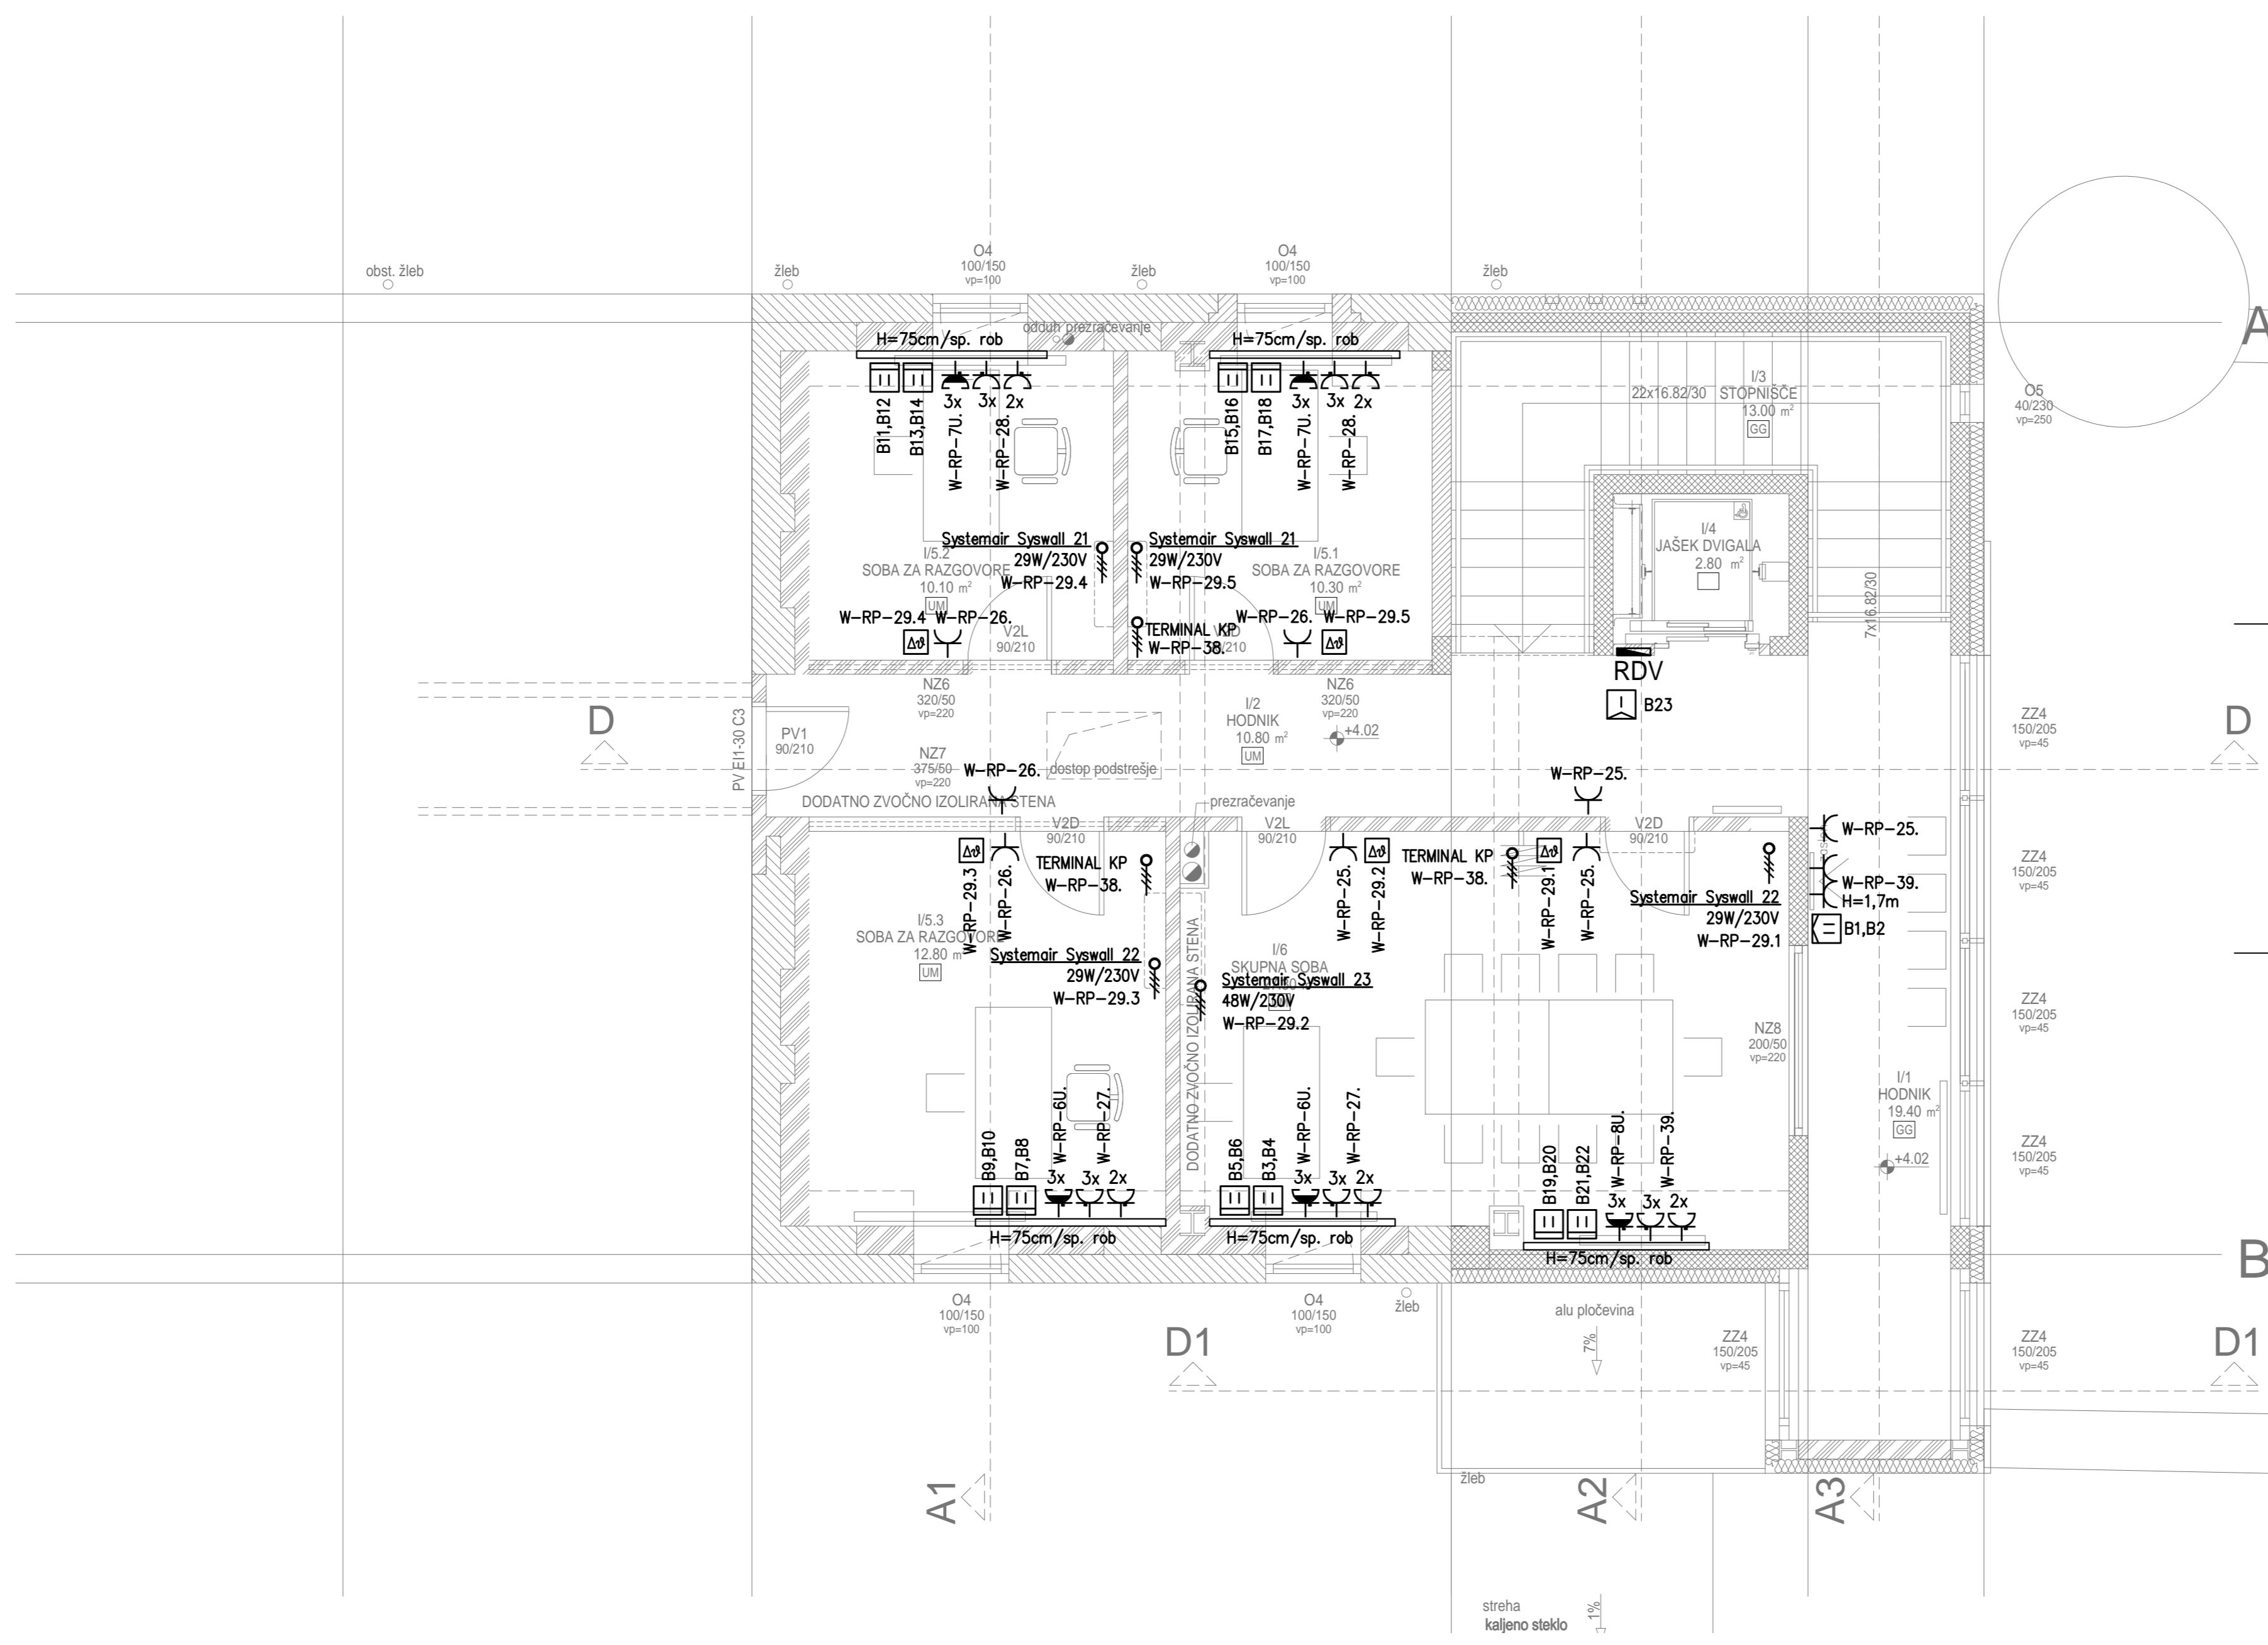 O4
100/150
vp=100
O4
100/150
vp=100
obst. žleb
žleb
žleb
žleb
A
odduh prezračevanje
H=75cm/sp. rob
H=75cm/sp. rob
3x
3x
2x
3x
3x
2x
B11,B12
B13,B14
W-RP-7U.
W-RP-28.
B15,B16
B17,B18
W-RP-7U.
W-RP-28.
I/3
22x16.82/30
STOPNIŠČE
13.00 m²
GG
O5
40/230
vp=250
Systemair Syswall 21
29W/230V
W-RP-29.4
I/5.2
SOBA ZA RAZGOVORE
10.10 m²
UM
Systemair Syswall 21
29W/230V
W-RP-29.5
I/5.1
SOBA ZA RAZGOVORE
10.30 m²
UM
I/4
JAŠEK DVIGALA
2.80 m²
7x16.82/30
W-RP-29.4
W-RP-26.
Δϑ
V2L
90/210
TERMINAL KP
W-RP-38.
V2D
90/210
W-RP-26.
W-RP-29.5
Δϑ
RDV
B23
NZ6
320/50
vp=220
NZ6
320/50
vp=220
I/2
HODNIK
10.80 m²
UM
+4.02
D
PV EI1-30 C3
PV1
90/210
NZ7
375/50
vp=220
W-RP-26.
dostop podstrešje
DODATNO ZVOČNO IZOLIRANA STENA
prezračevanje
W-RP-25.
ZZ4
150/205
vp=45
D
V2D
90/210
V2L
90/210
V2D
90/210
W-RP-25.
W-RP-39.
H=1,7m
B1,B2
ZZ4
150/205
vp=45
Δϑ
W-RP-29.3
W-RP-26.
TERMINAL KP
W-RP-38.
W-RP-25.
Δϑ
W-RP-29.2
TERMINAL KP
W-RP-38.
Δϑ
W-RP-29.1
W-RP-25.
Systemair Syswall 22
29W/230V
W-RP-29.1
I/5.3
SOBA ZA RAZGOVORE
12.80 m²
UM
Systemair Syswall 22
29W/230V
W-RP-29.3
DODATNO ZVOČNO IZOLIRANA STENA
I/6
SKUPNA SOBA
Systemair Syswall 23
48W/230V
W-RP-29.2
NZ8
200/50
vp=220
ZZ4
150/205
vp=45
I/1
HODNIK
19.40 m²
GG
+4.02
ZZ4
150/205
vp=45
B9,B10
B7,B8
W-RP-6U.
W-RP-27.
3x
3x
2x
B5,B6
B3,B4
W-RP-6U.
W-RP-27.
3x
3x
2x
B19,B20
B21,B22
W-RP-8U.
W-RP-39.
3x
3x
2x
H=75cm/sp. rob
H=75cm/sp. rob
H=75cm/sp. rob
B
O4
100/150
vp=100
O4
100/150
vp=100
žleb
alu pločevina
7%
D1
ZZ4
150/205
vp=45
ZZ4
150/205
vp=45
D1
žleb
A1
A2
A3
streha
kaljeno steklo
1%